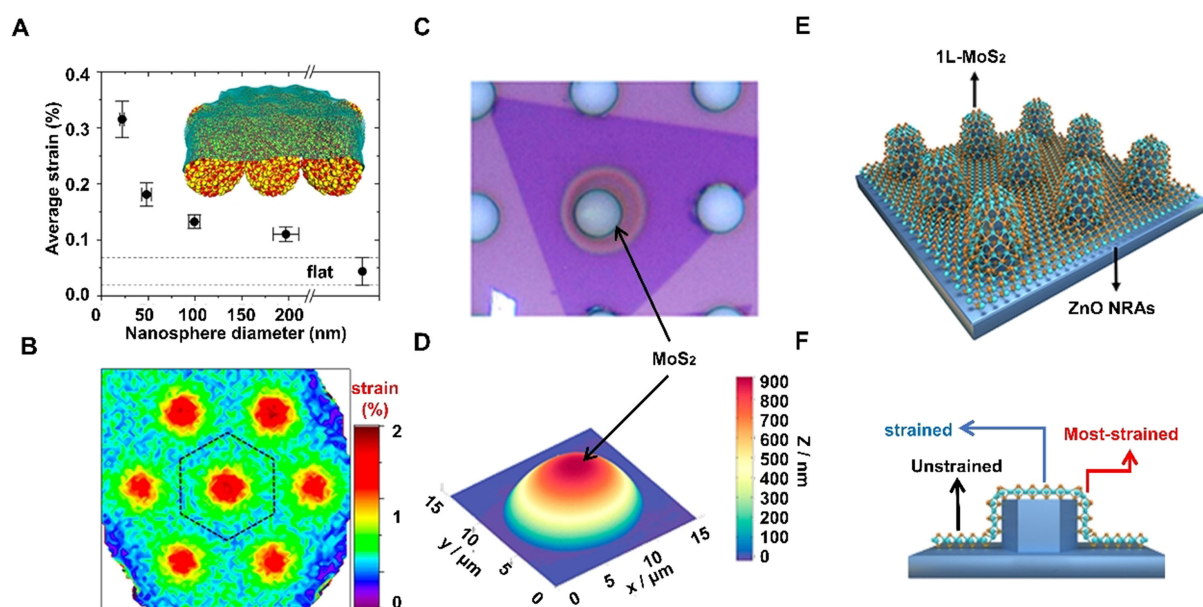 A
Average strain (%)
0.4
0.3
0.2
0.1
0.0
flat
0 50 100 150 200
Nanosphere diameter (nm)
B
strain
(%)
2
1
0
C
MoS₂
D
900
800
700
600
500
400
300
200
100
0
Z / nm
15
10
5
0
y / μm
0
5
10
15
x / μm
E
1L-MoS₂
ZnO NRAs
F
strained
Most-strained
Unstrained